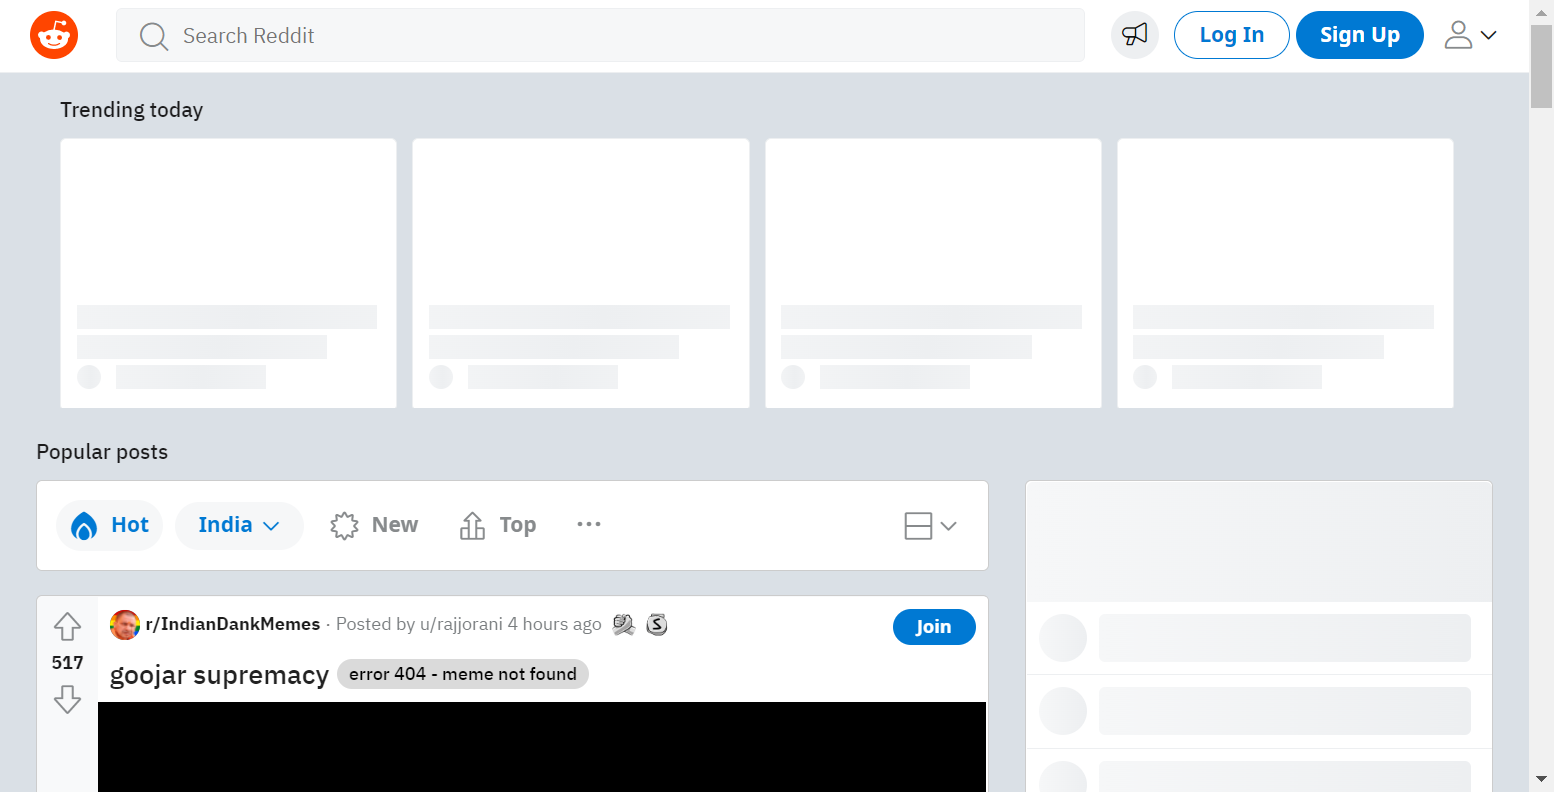 Search Reddit
Log In
Sign Up
Trending today
Popular posts
Hot
India
New
Top
r/IndianDankMemes · Posted by u/rajjorani 4 hours ago
Join
517
goojar supremacy
error 404 - meme not found